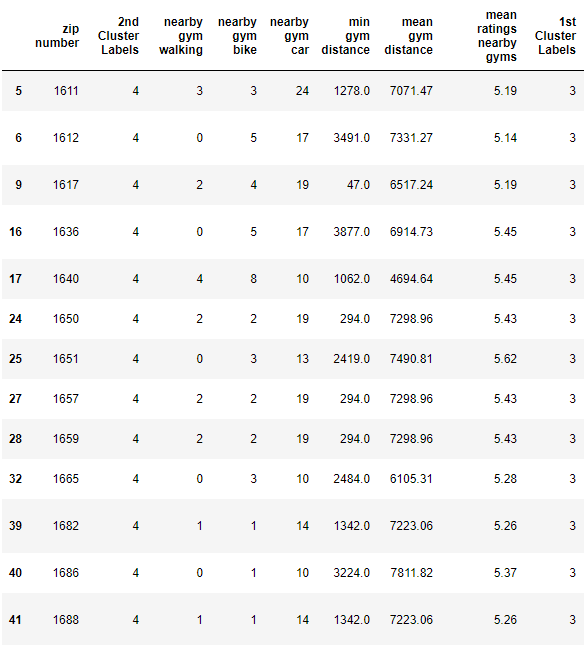 zip number 2nd Cluster Labels nearby gym walking nearby gym bike nearby gym car min gym distance mean gym distance mean ratings nearby gyms 1st Cluster Labels
5 1611 4 3 3 24 1278.0 7071.47 5.19 3
6 1612 4 0 5 17 3491.0 7331.27 5.14 3
9 1617 4 2 4 19 47.0 6517.24 5.19 3
16 1636 4 0 5 17 3877.0 6914.73 5.45 3
17 1640 4 4 8 10 1062.0 4694.64 5.45 3
24 1650 4 2 2 19 294.0 7298.96 5.43 3
25 1651 4 0 3 13 2419.0 7490.81 5.62 3
27 1657 4 2 2 19 294.0 7298.96 5.43 3
28 1659 4 2 2 19 294.0 7298.96 5.43 3
32 1665 4 0 3 10 2484.0 6105.31 5.28 3
39 1682 4 1 1 14 1342.0 7223.06 5.26 3
40 1686 4 0 1 10 3224.0 7811.82 5.37 3
41 1688 4 1 1 14 1342.0 7223.06 5.26 3